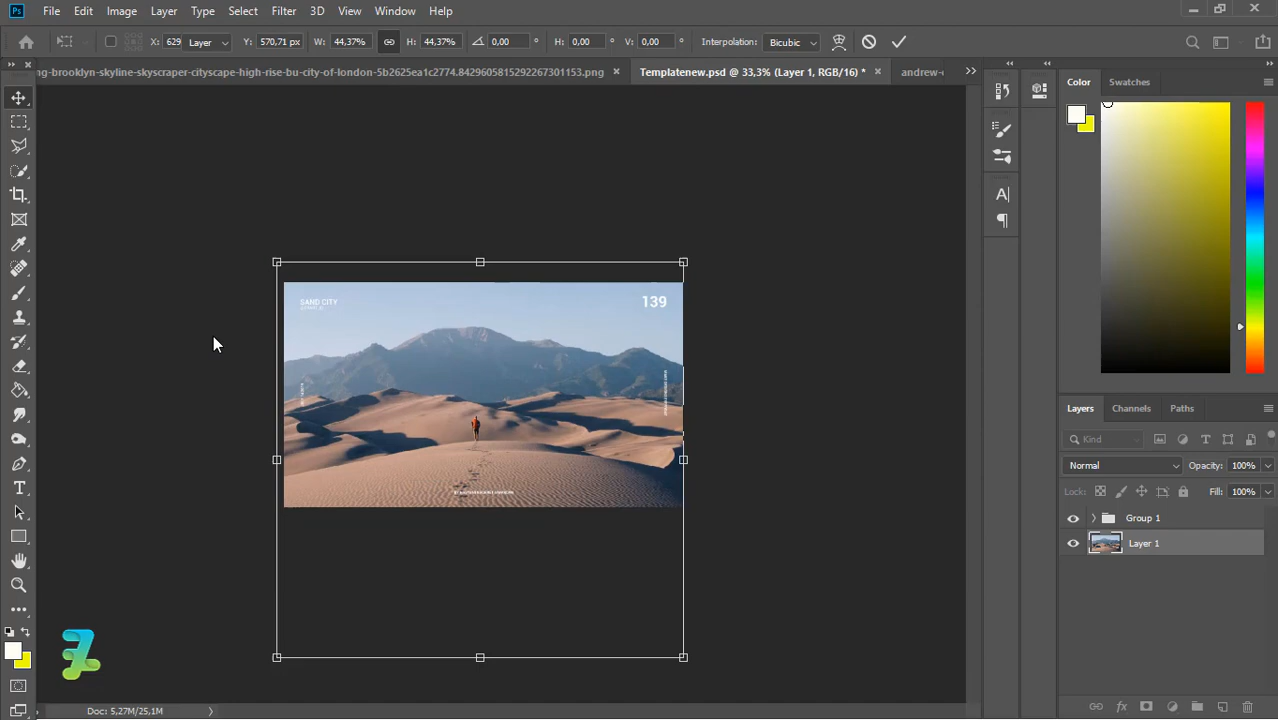 Ps File Edit Image Layer Type Select Filter 3D View Window Help
X: 629 Layer Y: 570,71 px W: 44,37% H: 44,37% 0,00 ° H: 0,00 ° V: 0,00 ° Interpolation: Bicubic
ng-brooklyn-skyline-skyscraper-cityscape-high-rise-bu-city-of-london-5b2625ea1c2774.8429605815292267301153.png × Templatenew.psd @ 33,3% (Layer 1, RGB/16) * × andrew-c
Color Swatches
SAND CITY 139
Layers Channels Paths
Kind
Normal Opacity: 100%
Lock: Fill: 100%
Group 1
Layer 1
Doc: 5,27M/25,1M